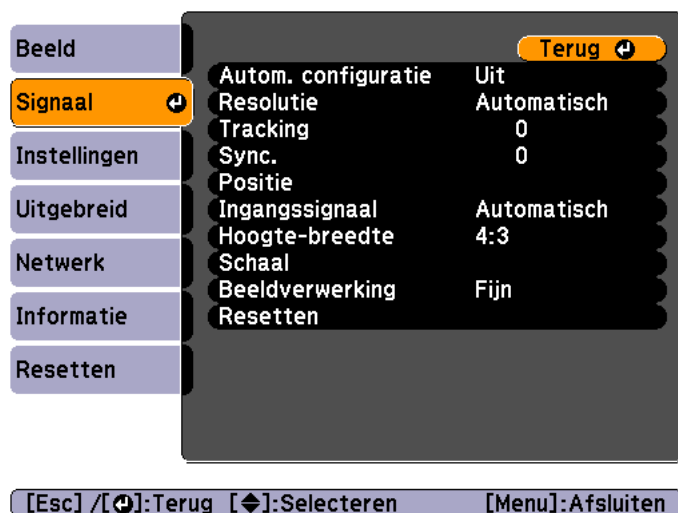 Beeld
Signaal
Instellingen
Uitgebreid
Netwerk
Informatie
Resetten
Terug
Autom. configuratie Uit
Resolutie Automatisch
Tracking 0
Sync. 0
Positie
Ingangssignaal Automatisch
Hoogte-breedte 4:3
Schaal
Beeldverwerking Fijn
Resetten
[Esc] /[⏎]:Terug [◆]:Selecteren [Menu]:Afsluiten